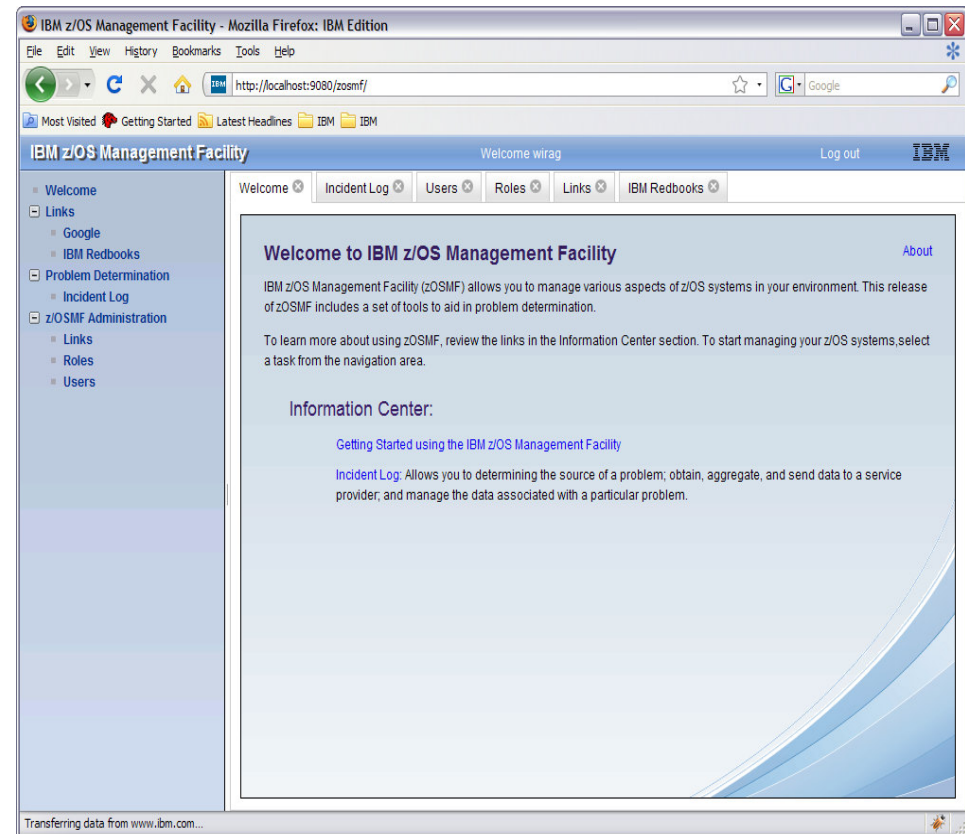 IBM z/OS Management Facility - Mozilla Firefox: IBM Edition
File Edit View History Bookmarks Tools Help
IBM http://localhost:9080/zosmf/ G Google
Most Visited Getting Started Latest Headlines IBM IBM
IBM z/OS Management Facility Welcome wirag Log out IBM
Welcome
Links
Google
IBM Redbooks
Problem Determination
Incident Log
z/OSMF Administration
Links
Roles
Users
Welcome Incident Log Users Roles Links IBM Redbooks
Welcome to IBM z/OS Management Facility About
IBM z/OS Management Facility (zOSMF) allows you to manage various aspects of z/OS systems in your environment. This release
of zOSMF includes a set of tools to aid in problem determination.
To learn more about using zOSMF, review the links in the Information Center section. To start managing your z/OS systems,select
a task from the navigation area.
Information Center:
Getting Started using the IBM z/OS Management Facility
Incident Log: Allows you to determining the source of a problem; obtain, aggregate, and send data to a service
provider; and manage the data associated with a particular problem.
Transferring data from www.ibm.com...